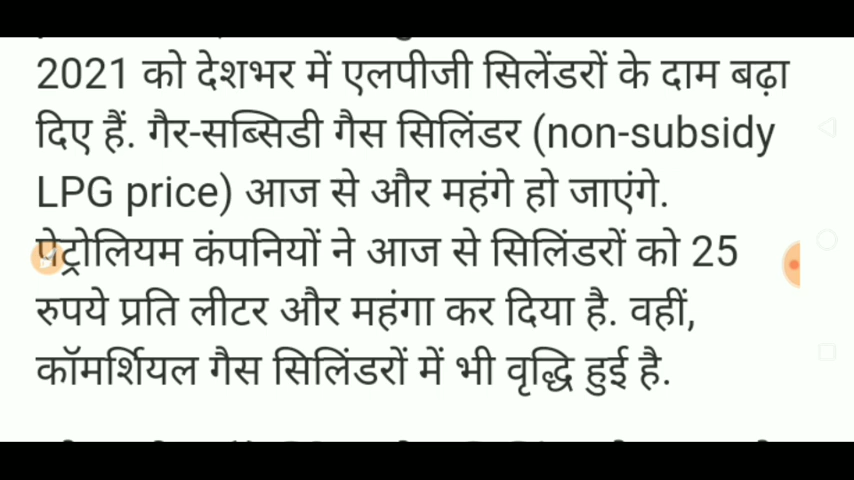 2021 को देशभर में एलपीजी सिलेंडरों के दाम बढ़ा
दिए हैं. गैर-सब्सिडी गैस सिलिंडर (non-subsidy
LPG price) आज से और महंगे हो जाएंगे.
पेट्रोलियम कंपनियों ने आज से सिलिंडरों को 25
रुपये प्रति लीटर और महंगा कर दिया है. वहीं,
कॉमर्शियल गैस सिलिंडरों में भी वृद्धि हुई है.